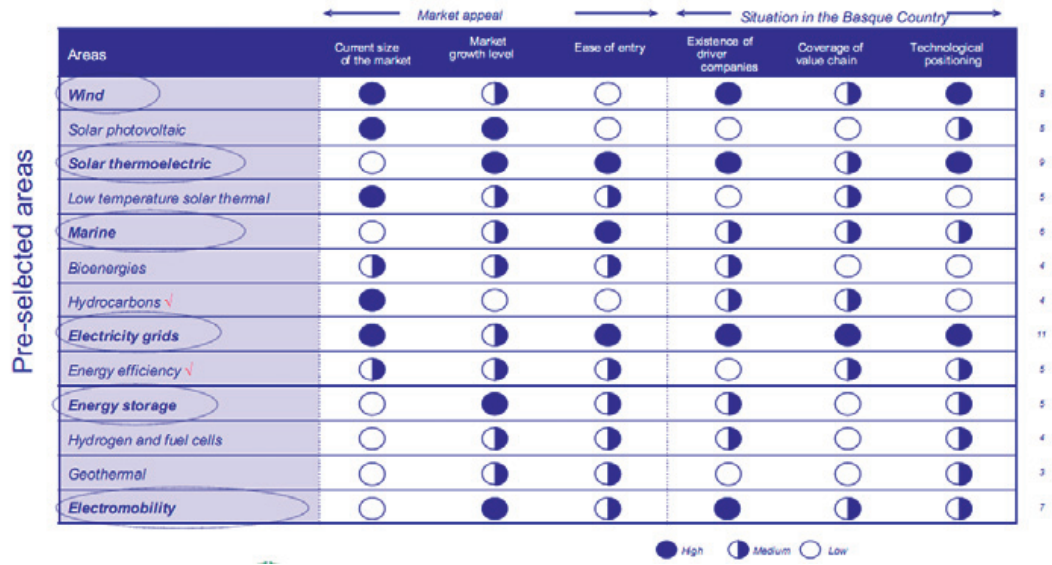 Market appeal
Situation in the Basque Country
Areas
Current size of the market
Market growth level
Ease of entry
Existence of driver companies
Coverage of value chain
Technological positioning
Pre-selected areas
Wind 8
Solar photovoltaic 5
Solar thermoelectric 9
Low temperature solar thermal 5
Marine 6
Bioenergies 4
Hydrocarbons √ 4
Electricity grids 11
Energy efficiency √ 5
Energy storage 5
Hydrogen and fuel cells 4
Geothermal 3
Electromobility 7
High Medium Low